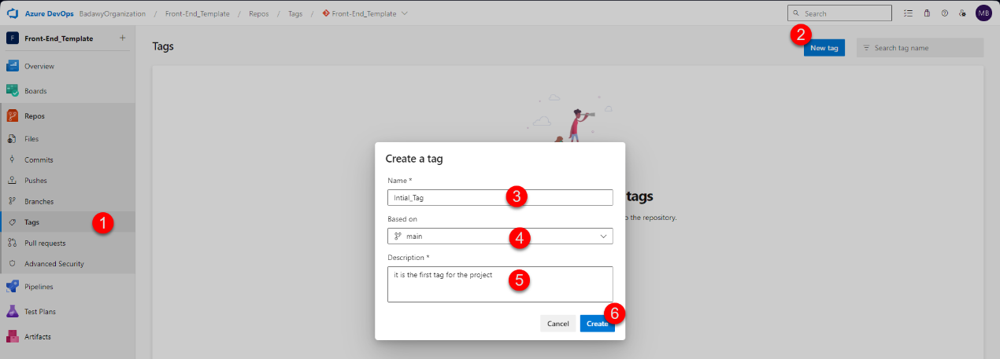 Azure DevOps BadawyOrganization / Front-End_Template / Repos / Tags / Front-End_Template
Search
MB
F Front-End_Template +
Overview
Boards
Repos
Files
Commits
Pushes
Branches
Tags
Pull requests
Advanced Security
Pipelines
Test Plans
Artifacts
1
Tags
2
New tag
Search tag name
tags
o the repository.
Create a tag
Name *
Intial_Tag
3
Based on
main
4
Description *
it is the first tag for the project
5
Cancel
Create
6